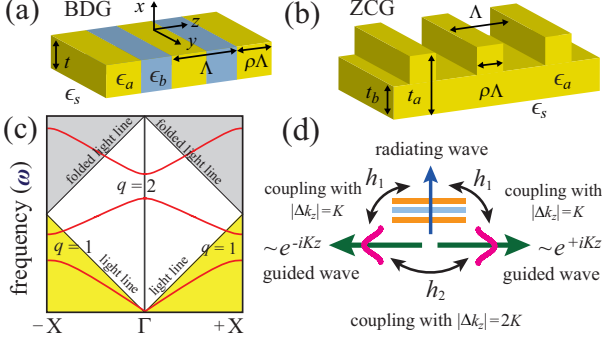 (a) BDG
x
z
y
t
ϵa
ϵb
Λ
ρΛ
ϵs
(b) ZCG
Λ
tb
ta
ρΛ
ϵa
ϵs
(c)
frequency (ω)
folded light line
folded light line
q = 2
q = 1
q = 1
light line
light line
−X
Γ
+X
(d)
radiating wave
h1
h1
coupling with
|Δkz|=K
coupling with
|Δkz|=K
~e-iKz
guided wave
~e+iKz
guided wave
h2
coupling with |Δkz|=2K